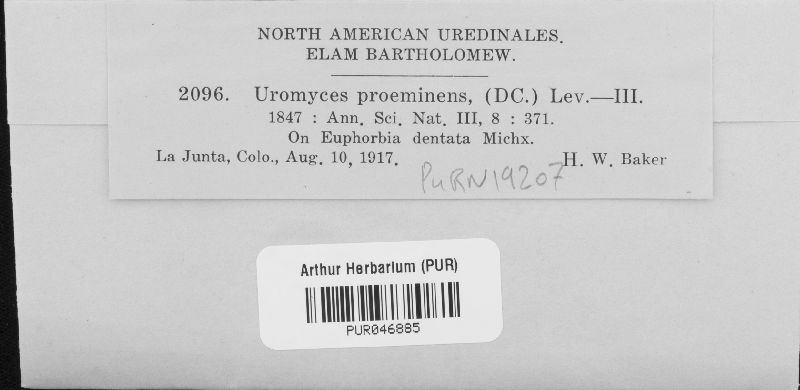 NORTH AMERICAN UREDINALES.
ELAM BARTHOLOMEW.
2096. Uromyces proeminens, (DC.) Lev.—III.
1847 : Ann. Sci. Nat. III, 8 : 371.
On Euphorbia dentata Michx.
La Junta, Colo., Aug. 10, 1917. H. W. Baker
PURN19207
Arthur Herbarium (PUR)
PUR046885